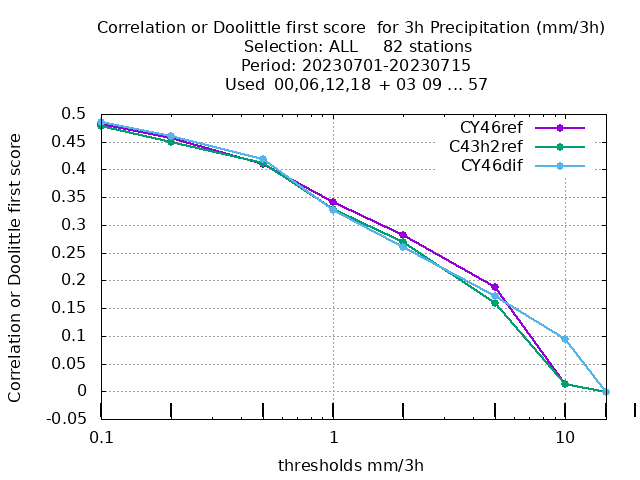 Correlation or Doolittle first score  for 3h Precipitation (mm/3h)
Selection: ALL     82 stations
Period: 20230701-20230715
Used  00,06,12,18  + 03 09 ... 57
CY46ref
C43h2ref
CY46dif
Correlation or Doolittle first score
0.5
0.45
0.4
0.35
0.3
0.25
0.2
0.15
0.1
0.05
0
-0.05
0.1
1
10
thresholds mm/3h